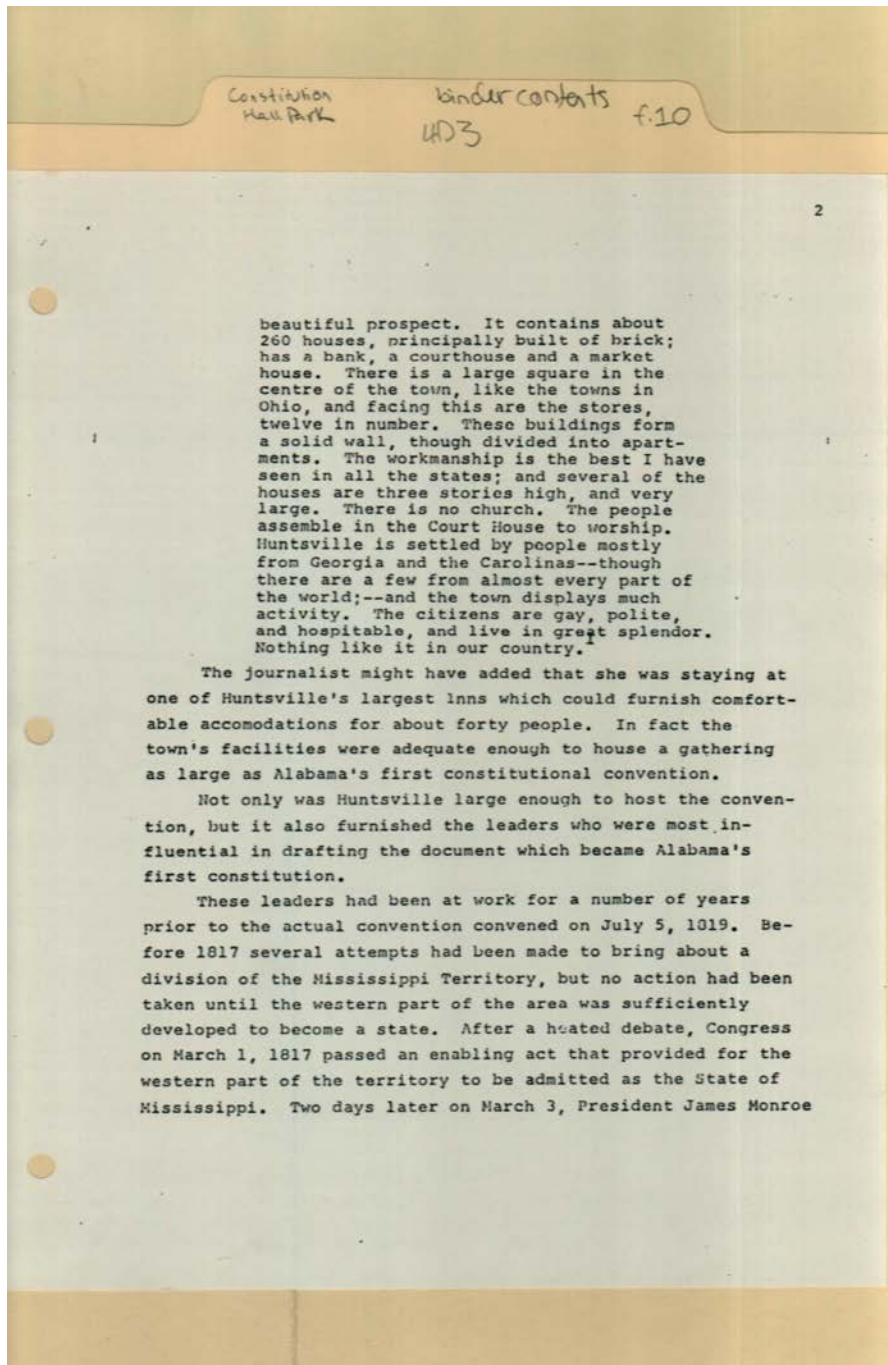 Constitution
Hall Park
binder contents
4D3
f.10
2
beautiful prospect. It contains about
260 houses, principally built of brick;
has a bank, a courthouse and a market
house. There is a large square in the
centre of the town, like the towns in
Ohio, and facing this are the stores,
twelve in number. These buildings form
a solid wall, though divided into apart-
ments. The workmanship is the best I have
seen in all the states; and several of the
houses are three stories high, and very
large. There is no church. The people
assemble in the Court House to worship.
Huntsville is settled by people mostly
from Georgia and the Carolinas--though
there are a few from almost every part of
the world;--and the town displays much
activity. The citizens are gay, polite,
and hospitable, and live in great splendor.
Nothing like it in our country.1
The journalist might have added that she was staying at
one of Huntsville's largest inns which could furnish comfort-
able accomodations for about forty people. In fact the
town's facilities were adequate enough to house a gathering
as large as Alabama's first constitutional convention.
Not only was Huntsville large enough to host the conven-
tion, but it also furnished the leaders who were most in-
fluential in drafting the document which became Alabama's
first constitution.
These leaders had been at work for a number of years
prior to the actual convention convened on July 5, 1819. Be-
fore 1817 several attempts had been made to bring about a
division of the Mississippi Territory, but no action had been
taken until the western part of the area was sufficiently
developed to become a state. After a heated debate, Congress
on March 1, 1817 passed an enabling act that provided for the
western part of the territory to be admitted as the State of
Mississippi. Two days later on March 3, President James Monroe